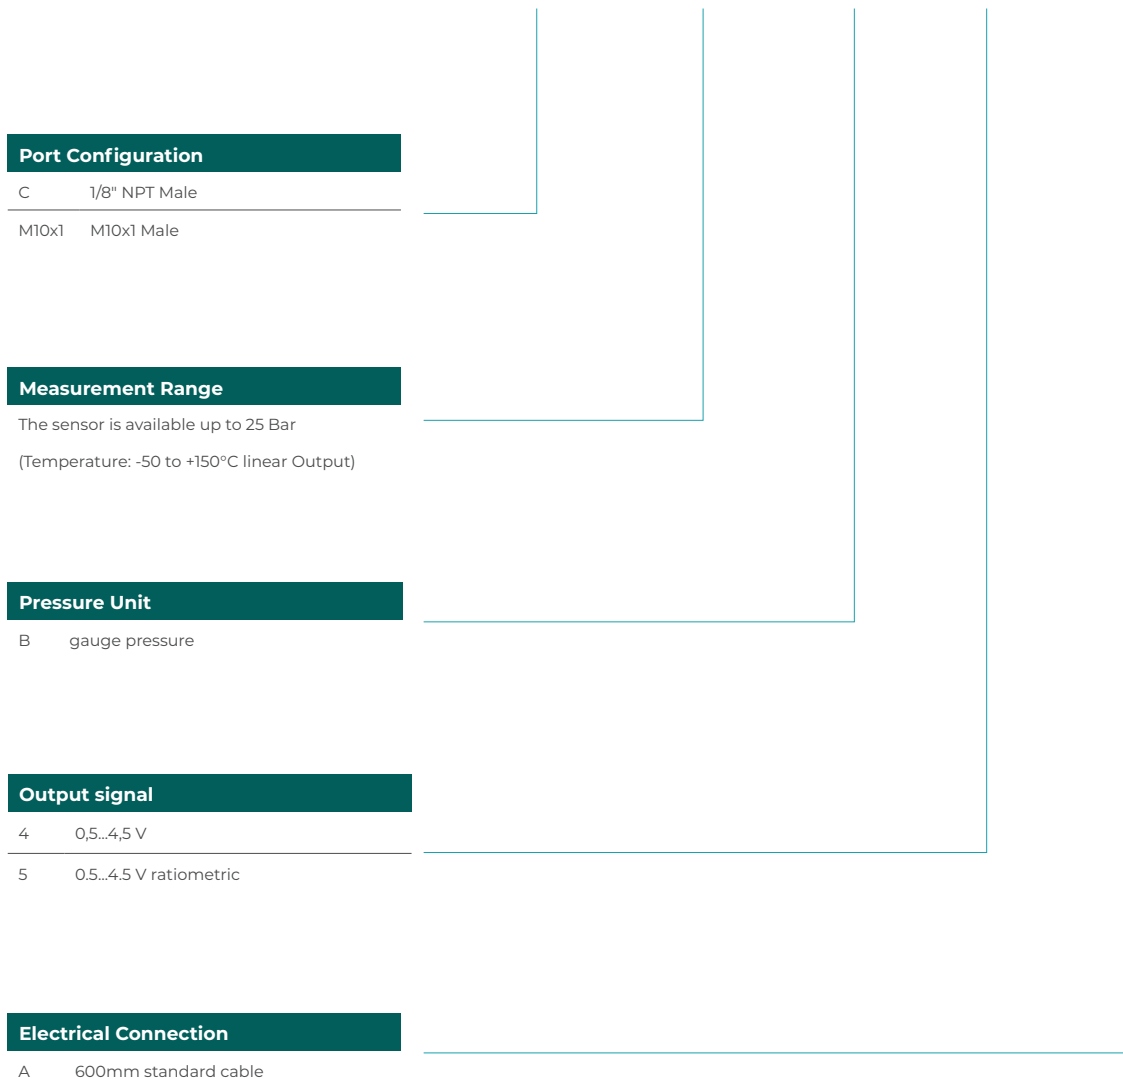 Port Configuration
C 1/8" NPT Male
M10x1 M10x1 Male
Measurement Range
The sensor is available up to 25 Bar
(Temperature: -50 to +150°C linear Output)
Pressure Unit
B gauge pressure
Output signal
4 0,5...4,5 V
5 0.5...4.5 V ratiometric
Electrical Connection
A 600mm standard cable